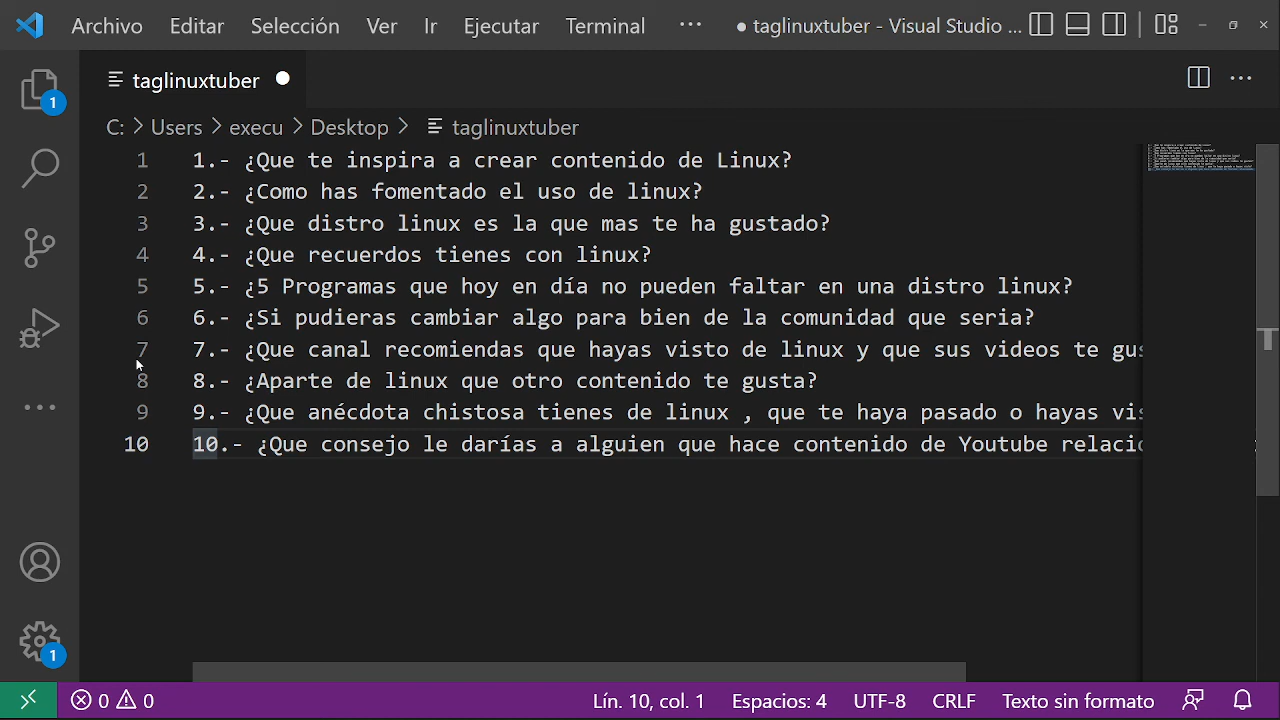 Archivo Editar Selección Ver Ir Ejecutar Terminal ··· ● taglinuxtuber - Visual Studio ...
taglinuxtuber
1
C: > Users > execu > Desktop > taglinuxtuber
1 1.- ¿Que te inspira a crear contenido de Linux?
2 2.- ¿Como has fomentado el uso de linux?
3 3.- ¿Que distro linux es la que mas te ha gustado?
4 4.- ¿Que recuerdos tienes con linux?
5 5.- ¿5 Programas que hoy en día no pueden faltar en una distro linux?
6 6.- ¿Si pudieras cambiar algo para bien de la comunidad que seria?
7 7.- ¿Que canal recomiendas que hayas visto de linux y que sus videos te gus
8 8.- ¿Aparte de linux que otro contenido te gusta?
9 9.- ¿Que anécdota chistosa tienes de linux , que te haya pasado o hayas vis
10 10.- ¿Que consejo le darías a alguien que hace contenido de Youtube relacio
1
0 0 Lín. 10, col. 1 Espacios: 4 UTF-8 CRLF Texto sin formato